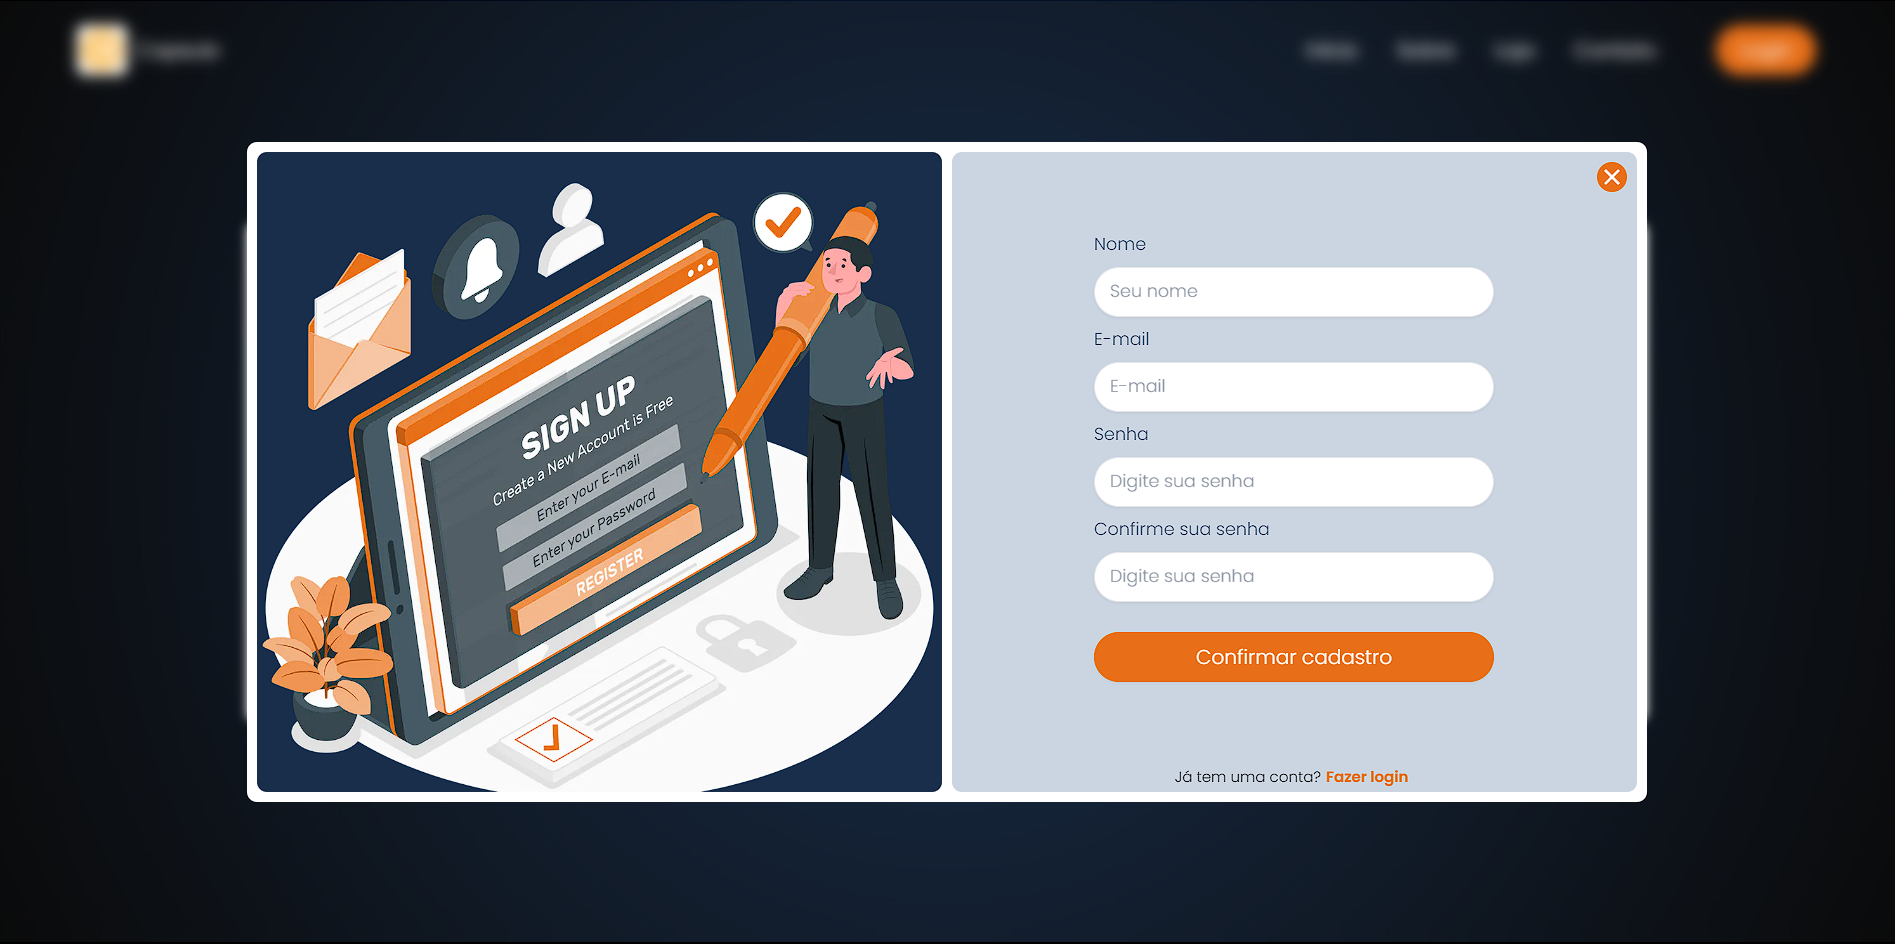 SIGN UP
Create a New Account is Free
Enter your E-mail
Enter your Password
REGISTER
Nome
Seu nome
E-mail
E-mail
Senha
Digite sua senha
Confirme sua senha
Digite sua senha
Confirmar cadastro
Já tem uma conta? Fazer login